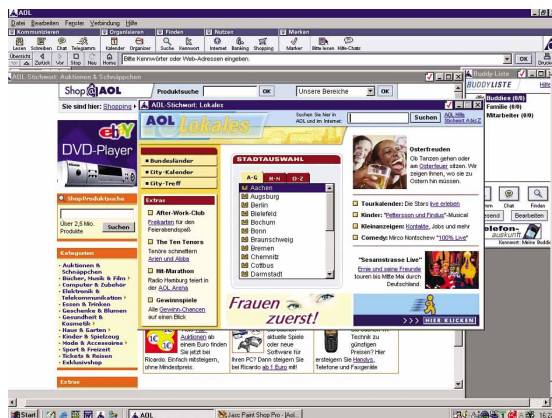 AOL
Datei Bearbeiten Fenster Verbindung Hilfe
Kommunizieren Organisieren Finden Nutzen Merken
Lesen Schreiben Chat Telegramm Kalender Organizer Suche Kennwort Internet Banking Shopping Marker Bitte lesen Hilfe-Chats
Übersicht Zurück Vor Stop Neu Home Bitte Kennwörter oder Web-Adressen eingeben. OK
AOL-Stichwort: Auktionen & Schnäppchen
Shop@AOL Produktsuche OK Unsere Bereiche OK
Sie sind hier: Shopping
ebay
DVD-Player
ShopProduktsuche
Über 2,5 Mio. Produkte
Suchen
Kategorien
Auktionen & Schnäppchen
Bücher, Musik & Film
Computer & Zubehör
Elektronik & Telekommunikation
Essen & Trinken
Geschenke & Blumen
Gesundheit & Kosmetik
Haus & Garten
Kinder & Spielzeug
Mode & Accessoires
Sport & Freizeit
Tickets & Reisen
Exklusivshop
Extras
AOL-Stichwort: Lokales
AOL Lokales
Suchen Sie hier in AOL und im Internet:
Suchen
AOL Hilfe
Stichwort A bis Z
Bundesländer
City-Kalender
City-Treff
Extras
After-Work-Club
Freikarten für den Feierabendspaß
The Ten Tenors
Tenöre schmettern Arien und Abba
Hit-Marathon
Radio Hamburg feiert in der AOL Arena
Gewinnspiele
Alle Gewinn-Chancen auf einen Blick
STADTAUSWAHL
A-G H-N O-Z
Aachen
Augsburg
Berlin
Bielefeld
Bochum
Bonn
Braunschweig
Bremen
Chemnitz
Cottbus
Darmstadt
Osterfreuden
Ob Tanzen gehen oder am Osterfeuer sitzen. Wir zeigen Ihnen, wo sie zu Ostern hin müssen.
Tourkalender: Die Stars live erleben
Kinder: "Pettersson und Findus"-Musical
Kleinanzeigen: Kontakte, Jobs und mehr
Comedy: Mirco Nontschew "100% Live"
"Sesamstrasse Live"
Ernie und seine Freunde touren bis Mitte Mai durch Deutschland.
Frauen zuerst!
>>> HIER KLICKEN
Auktionen ab einem Euro finden Sie jetzt bei Ricardo. Einfach mitsteigern, ohne Mindestpreis.
aktuelle Spiele oder neue Software für Ihren PC? Dann steigern Sie bei Ricardo ab 1 Euro mit!
Technik zu günstigen Preisen? Hier ersteigern Sie Handys, Telefone und Faxgeräte
Buddy-Liste
BUDDYLISTE
Buddies (0/0)
Familie (0/0)
Mitarbeiter (0/0)
Chat Finden
Bearbeiten
auskunft
Kennwort: Meine Buddies
Start AOL Jasc Paint Shop Pro - [Aol...